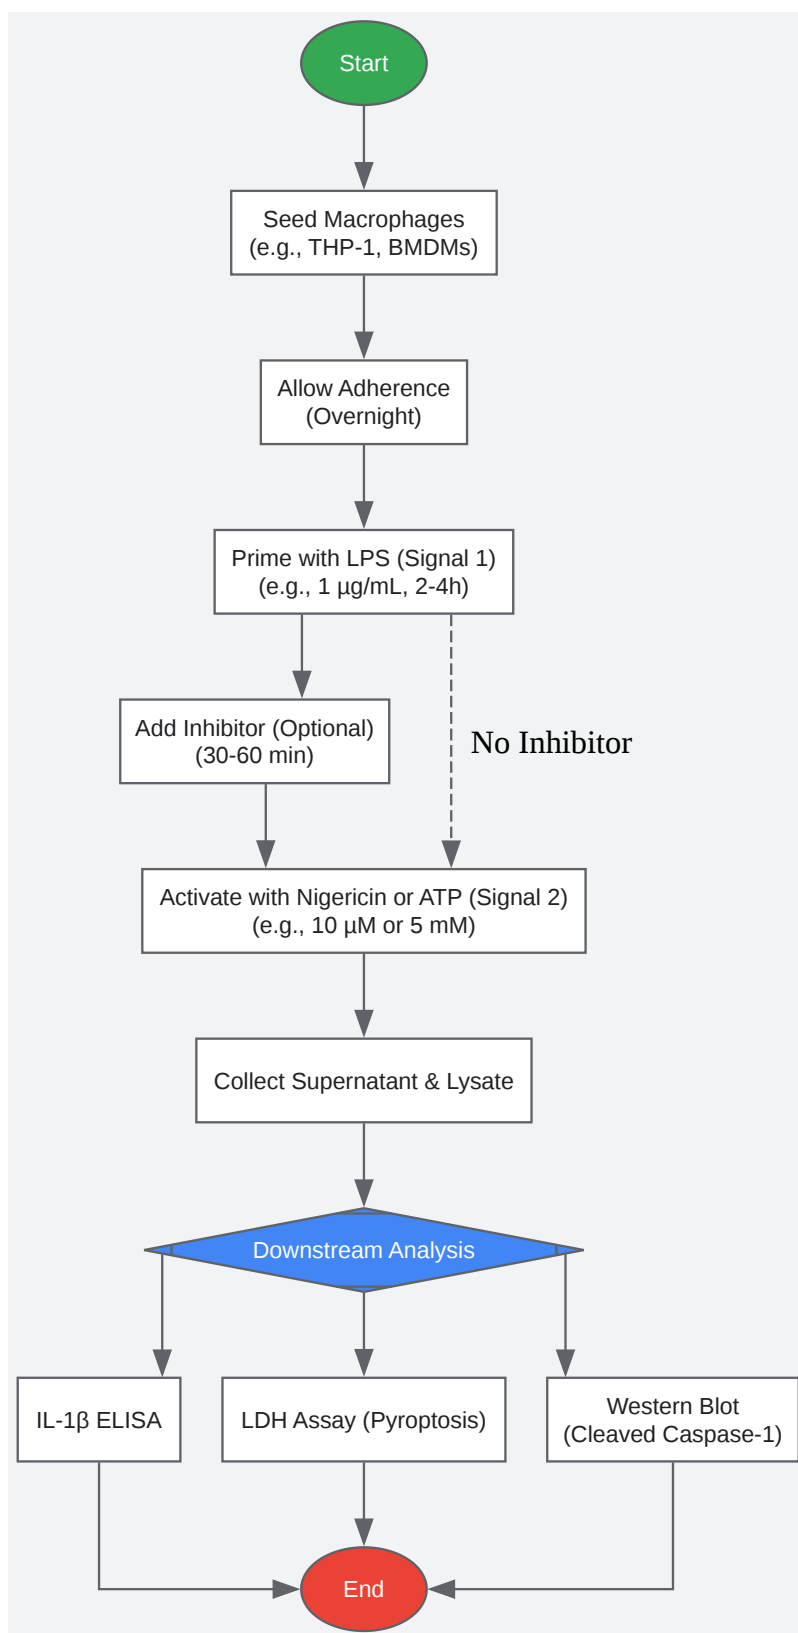 Start
Seed Macrophages
(e.g., THP-1, BMDMs)
Allow Adherence
(Overnight)
Prime with LPS (Signal 1)
(e.g., 1 µg/mL, 2-4h)
Add Inhibitor (Optional)
(30-60 min)
No Inhibitor
Activate with Nigericin or ATP (Signal 2)
(e.g., 10 µM or 5 mM)
Collect Supernatant & Lysate
Downstream Analysis
IL-1β ELISA
LDH Assay (Pyroptosis)
Western Blot
(Cleaved Caspase-1)
End